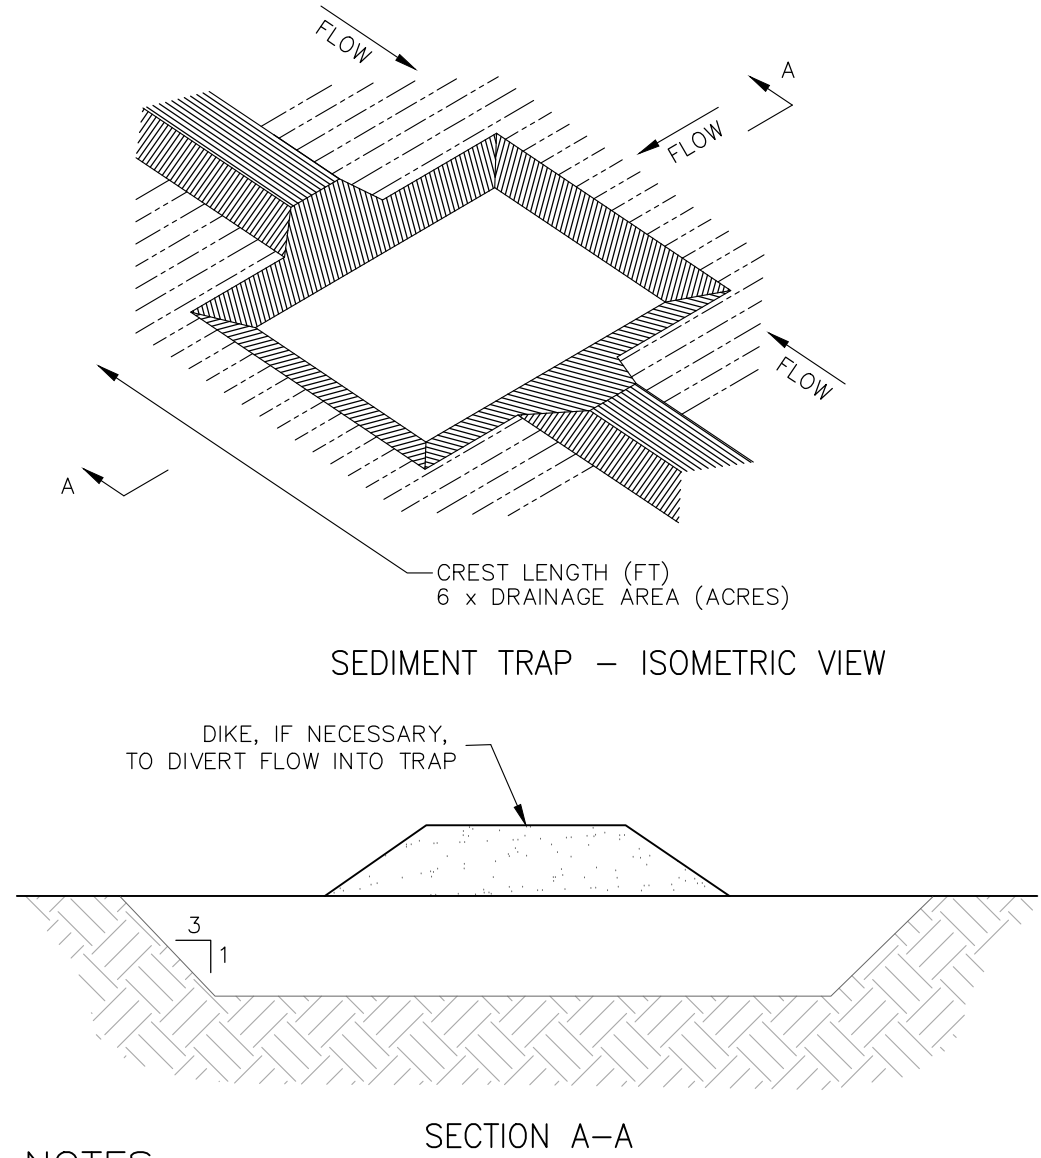 FLOW
A
FLOW
FLOW
A
CREST LENGTH (FT)
6 x DRAINAGE AREA (ACRES)
SEDIMENT TRAP – ISOMETRIC VIEW
DIKE, IF NECESSARY,
TO DIVERT FLOW INTO TRAP
3
1
SECTION A–A
NOTES